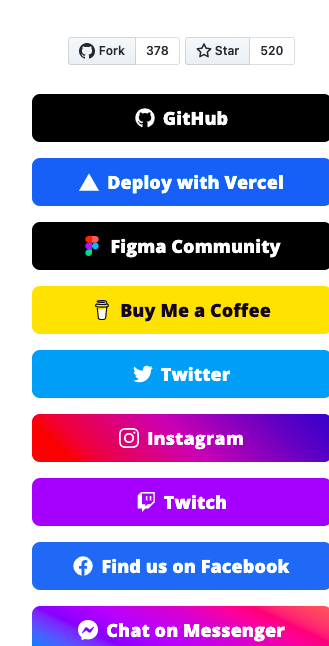 Fork 378 Star 520
GitHub
Deploy with Vercel
Figma Community
Buy Me a Coffee
Twitter
Instagram
Twitch
Find us on Facebook
Chat on Messenger